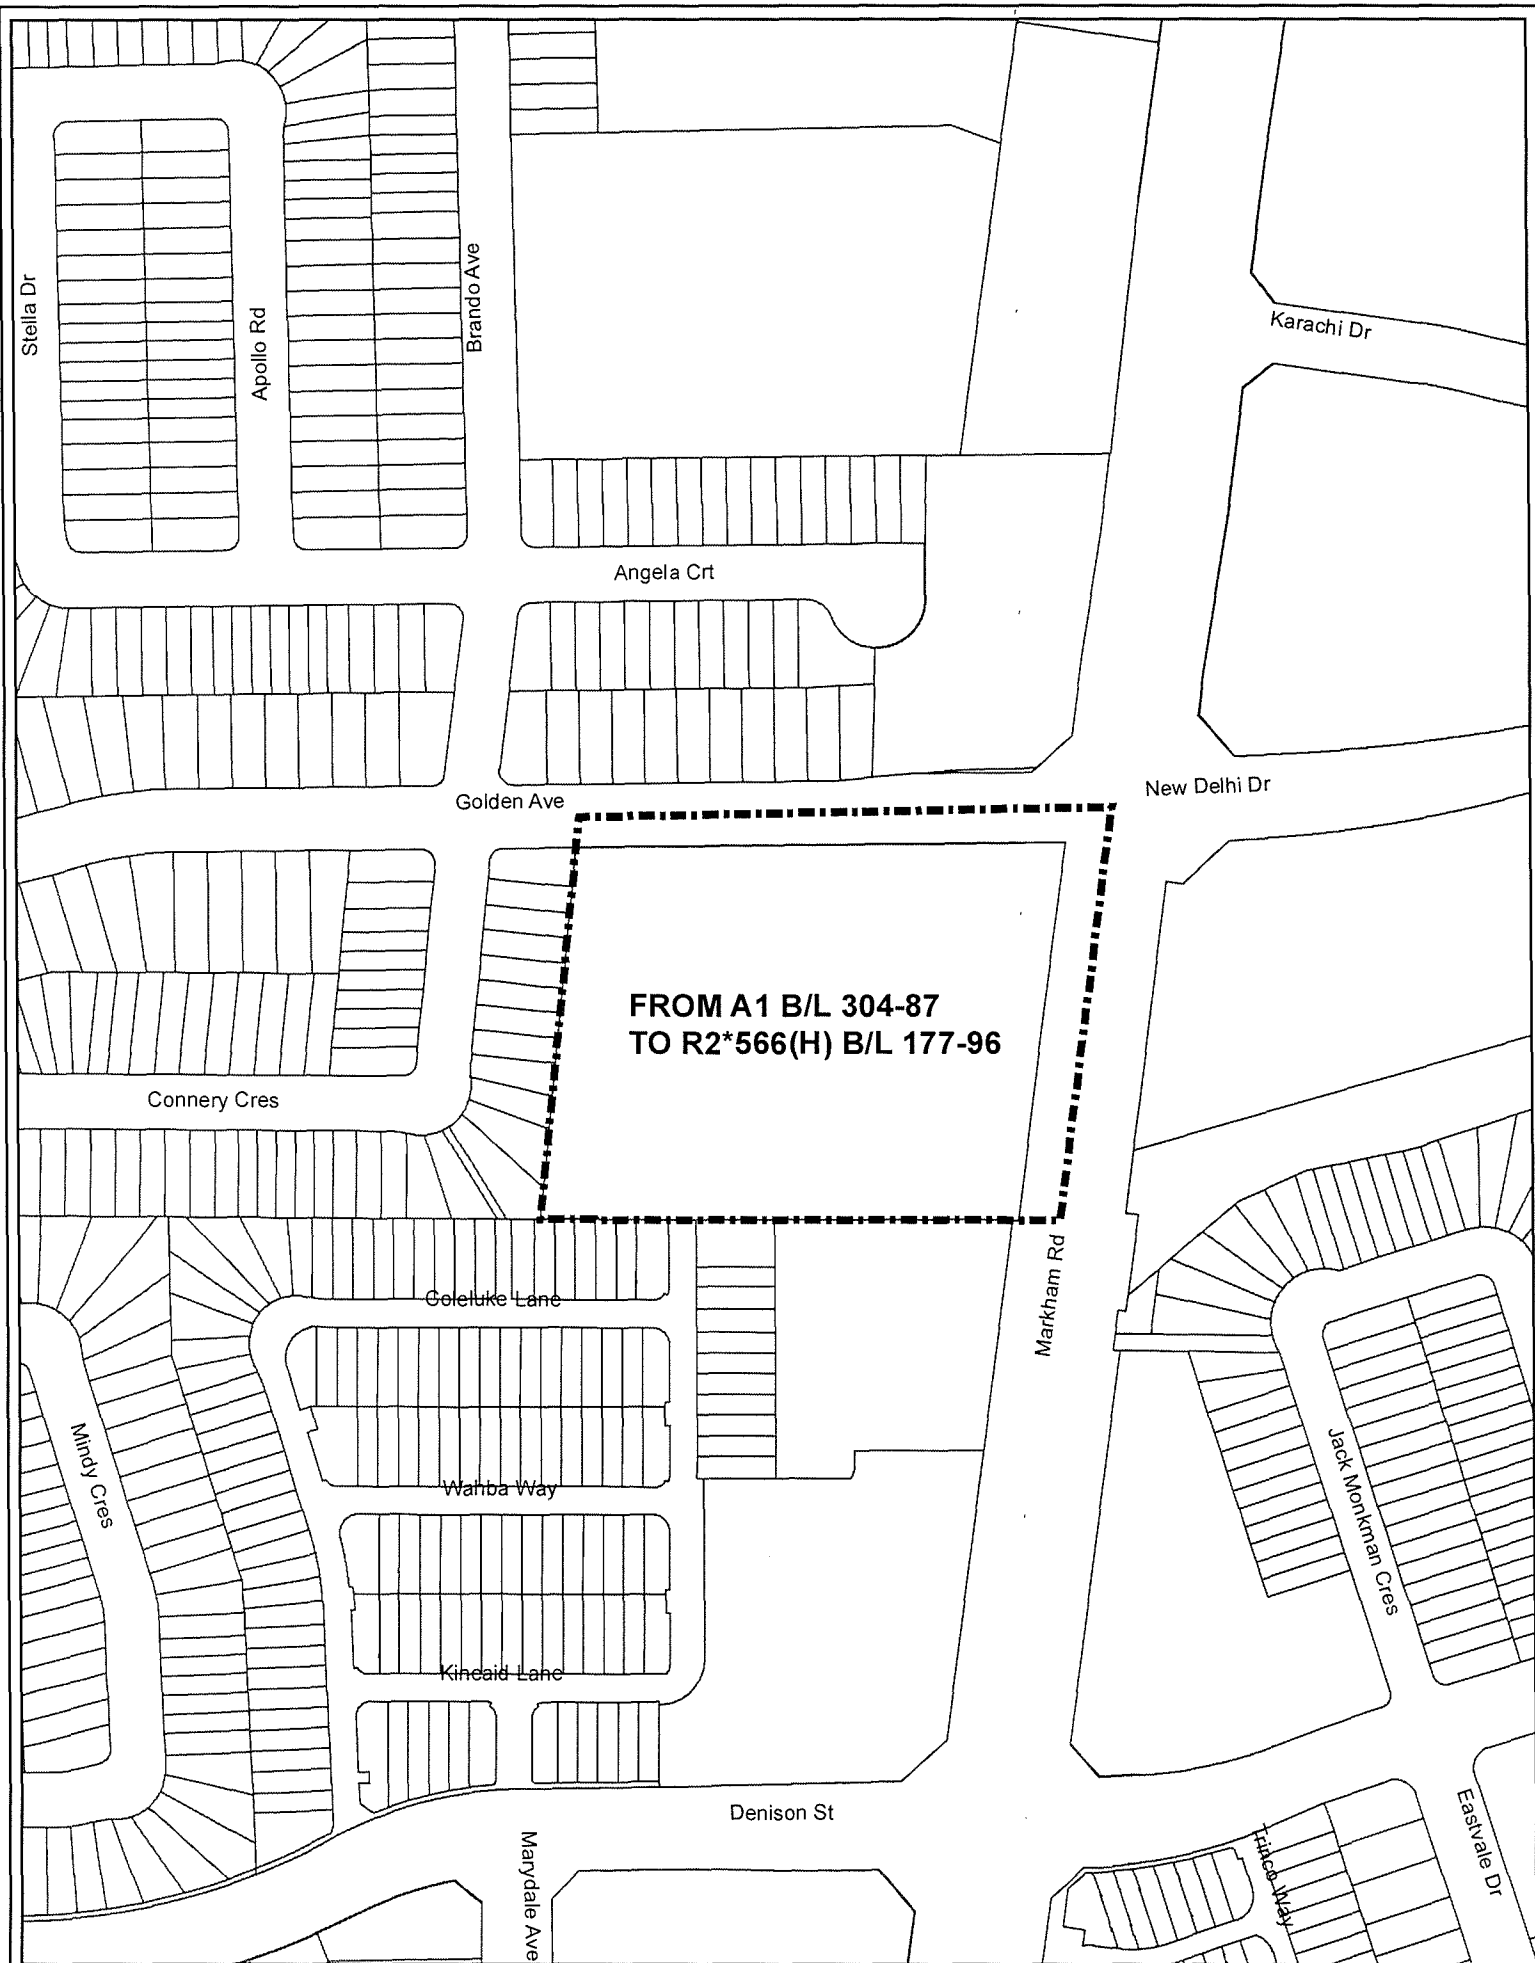 Stella Dr
Apollo Rd
Brando Ave
Karachi Dr
Angela Crt
New Delhi Dr
Golden Ave
FROM A1 B/L 304-87
TO R2*566(H) B/L 177-96
Connery Cres
Markham Rd
Coleluke Lane
Mindy Cres
Wahba Way
Jack Monkman Cres
Kincaid Lane
Denison St
Marydale Ave
Trinco Way
Eastvale Dr